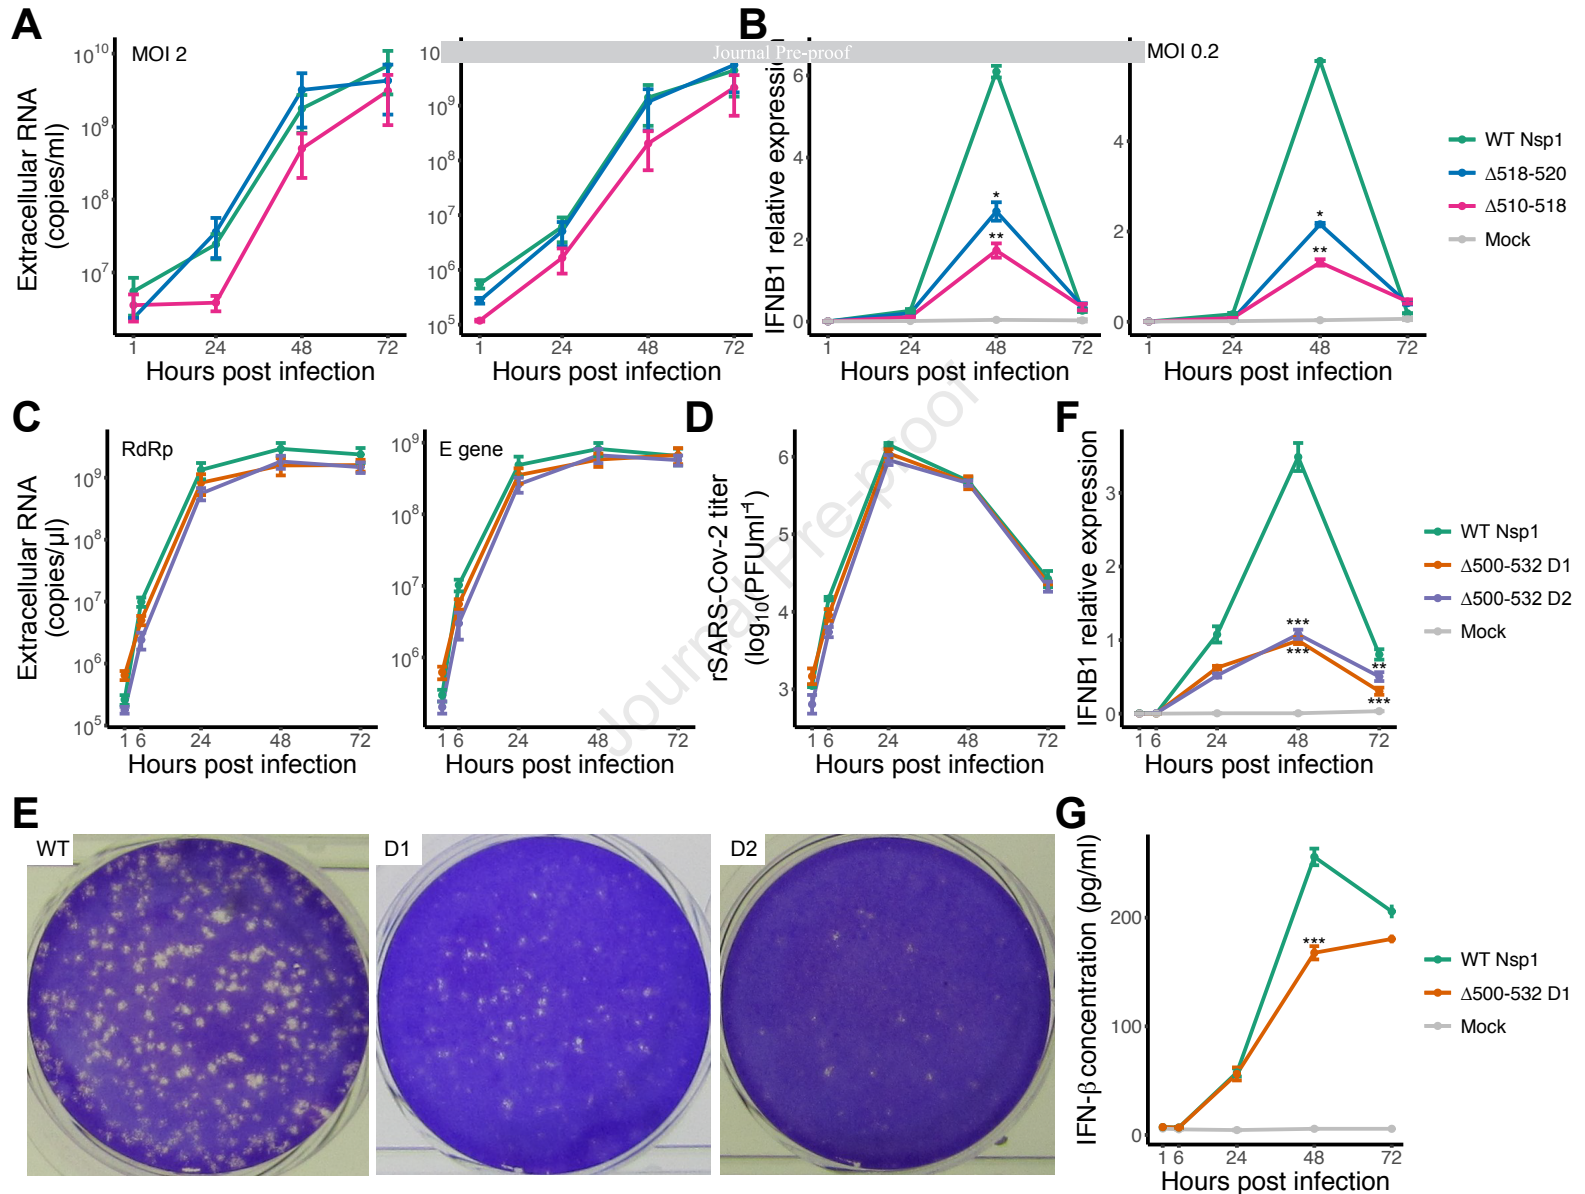 A
B
Journal Pre-proof
MOI 2
MOI 0.2
Extracellular RNA
(copies/ml)
10^10
10^9
10^8
10^7
1
24
48
72
Hours post infection
10
10^9
10^8
10^7
10^6
10^5
1
24
48
72
Hours post infection
IFNB1 relative expression
6
4
2
0
*
**
1
24
48
72
Hours post infection
4
2
0
*
**
1
24
48
72
Hours post infection
WT Nsp1
Δ518-520
Δ510-518
Mock
C
D
F
RdRp
Extracellular RNA
(copies/µl)
10^9
10^8
10^7
10^6
10^5
1 6 24 48 72
Hours post infection
E gene
10^9
10^8
10^7
10^6
1 6 24 48 72
Hours post infection
rSARS-Cov-2 titer
(log10(PFUml-1)
6
5
4
3
1 6 24 48 72
Hours post infection
IFNB1 relative expression
3
2
1
0
***
***
**
***
1 6 24 48 72
Hours post infection
WT Nsp1
Δ500-532 D1
Δ500-532 D2
Mock
Journal Pre-proof
E
WT
D1
D2
G
IFN-β concentration (pg/ml)
200
100
0
***
1 6 24 48 72
Hours post infection
WT Nsp1
Δ500-532 D1
Mock